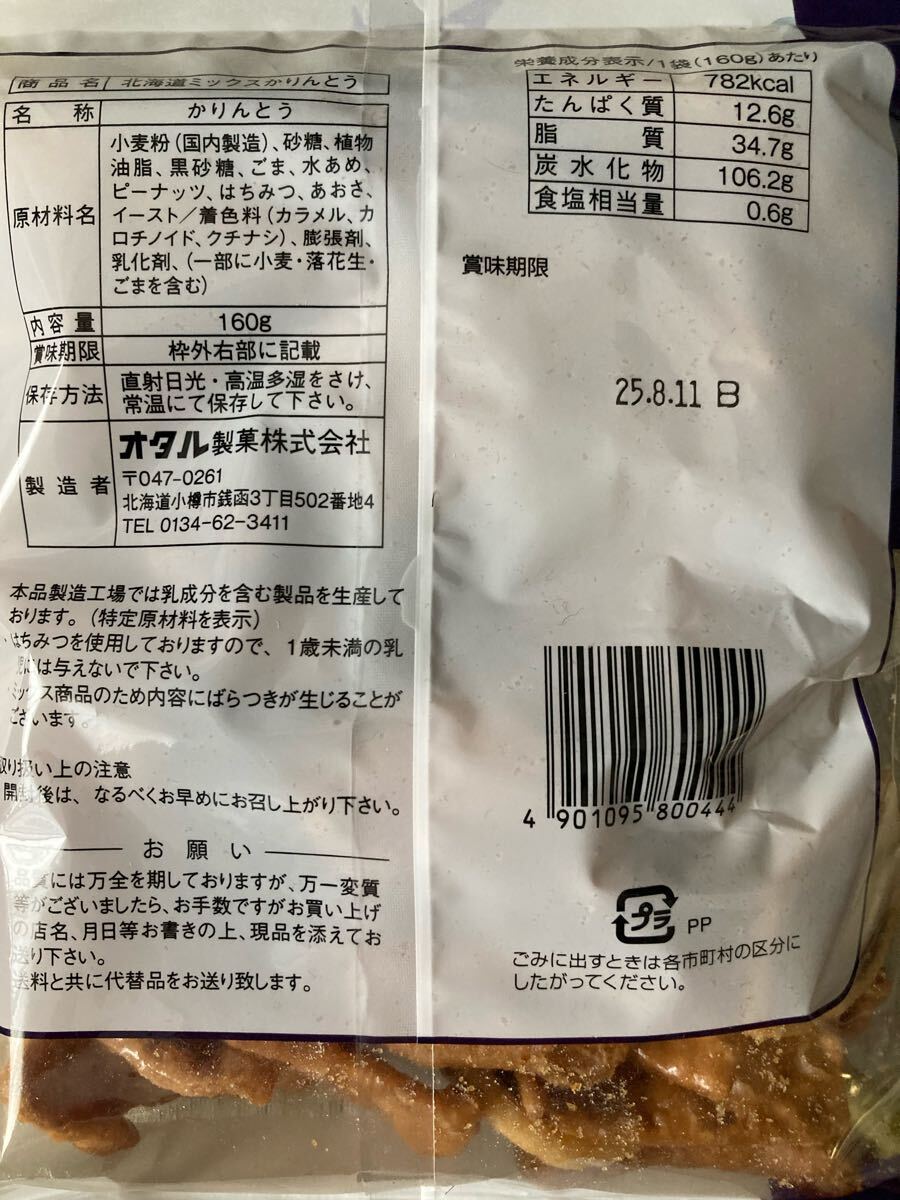 商品名 北海道ミックスかりんとう
名称 かりんとう
原材料名
小麦粉(国内製造)、砂糖、植物
油脂、黒砂糖、ごま、水あめ、
ピーナッツ、はちみつ、あおさ、
イースト/着色料(カラメル、カ
ロチノイド、クチナシ)、膨張剤、
乳化剤、(一部に小麦・落花生・
ごまを含む)
内容量 160g
賞味期限 枠外右部に記載
保存方法
直射日光・高温多湿をさけ、
常温にて保存して下さい。
製造者
オタル製菓株式会社
〒047-0261
北海道小樽市銭函3丁目502番地4
TEL 0134-62-3411
本品製造工場では乳成分を含む製品を生産して
おります。(特定原材料を表示)
・はちみつを使用しておりますので、1歳未満の乳
児には与えないで下さい。
ミックス商品のため内容にばらつきが生じることが
ございます。
取り扱い上の注意
開封後は、なるべくお早めにお召し上がり下さい。
お願い
品質には万全を期しておりますが、万一変質
等がございましたら、お手数ですがお買い上げ
の店名、月日等お書きの上、現品を添えてお
送り下さい。
送料と共に代替品をお送り致します。
栄養成分表示/1袋(160g)あたり
エネルギー 782kcal
たんぱく質 12.6g
脂質 34.7g
炭水化物 106.2g
食塩相当量 0.6g
賞味期限
25.8.11 B
4 901095 800444
プラ PP
ごみに出すときは各市町村の区分に
したがってください。